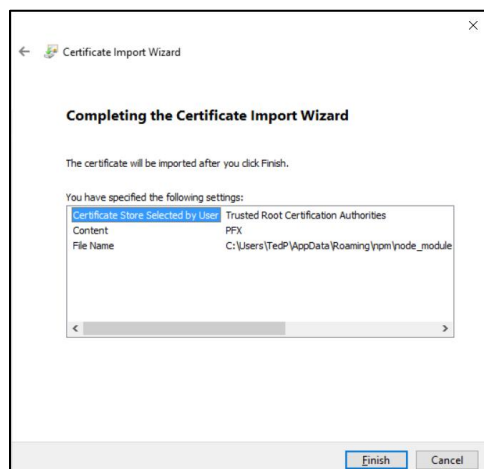 Certificate Import Wizard
Completing the Certificate Import Wizard
The certificate will be imported after you click Finish.
You have specified the following settings:
Certificate Store Selected by User Trusted Root Certification Authorities
Content PFX
File Name C:\Users\TedP\AppData\Roaming\npm\node_module
Finish Cancel